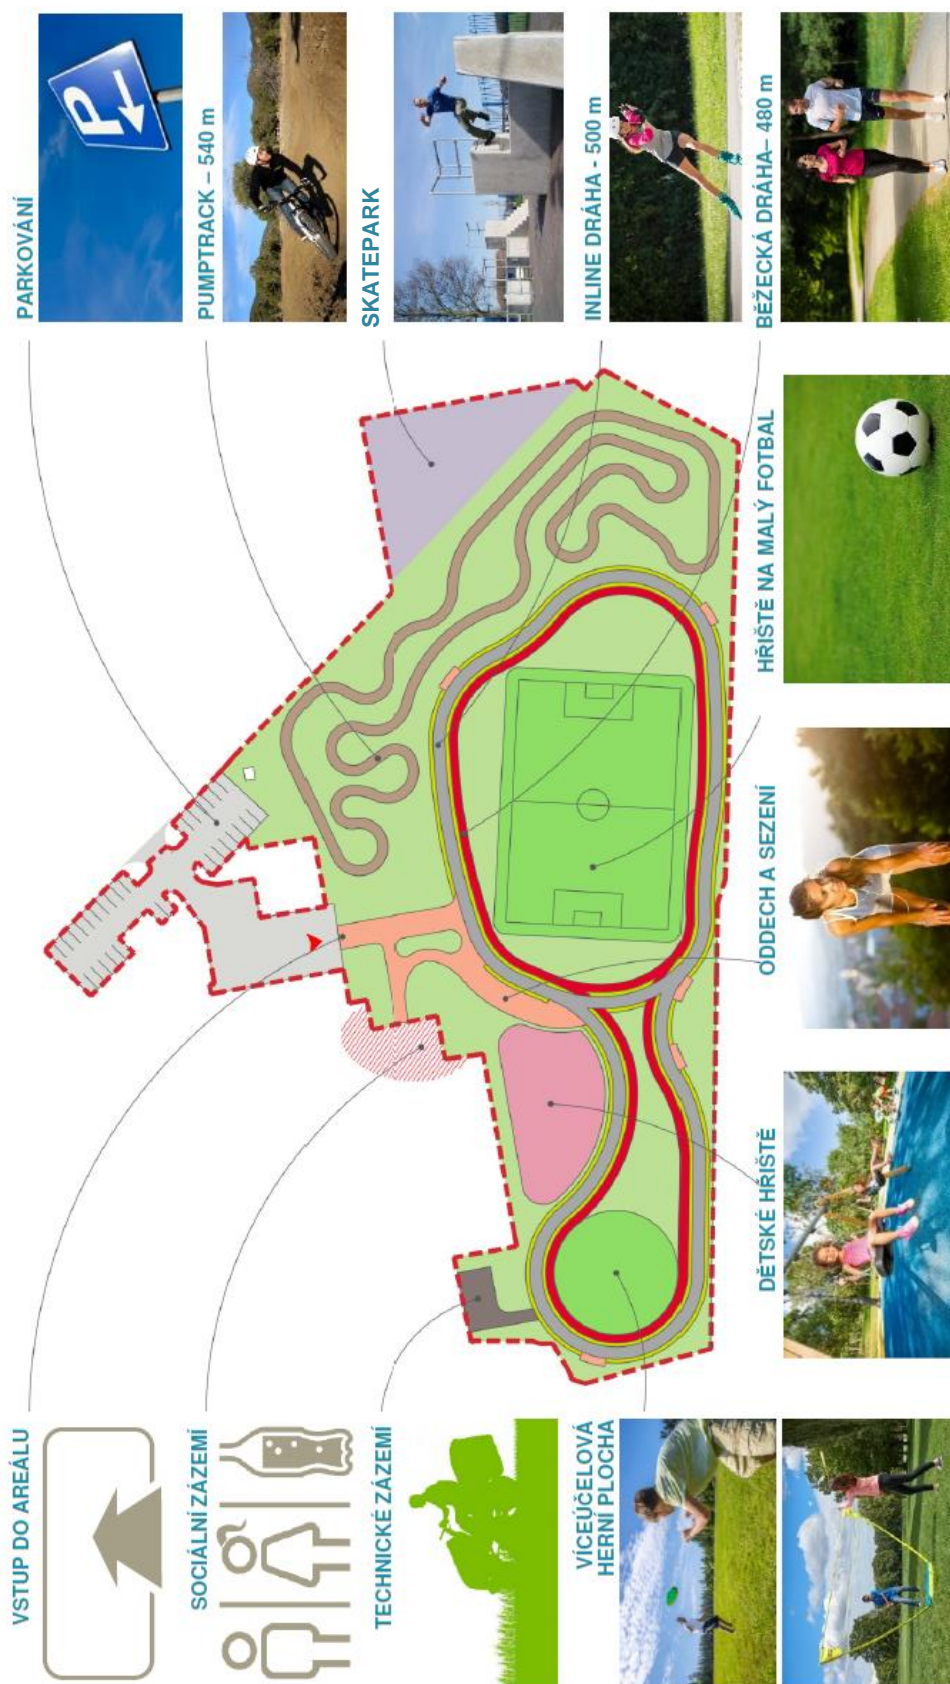 VSTUP DO AREÁLU
PARKOVÁNÍ
P
SOCIÁLNÍ ZÁZEMÍ
PUMPTRACK – 540 m
TECHNICKÉ ZÁZEMÍ
SKATEPARK
VÍCEÚČELOVÁ
HERNÍ PLOCHA
INLINE DRÁHA - 500 m
DĚTSKÉ HŘIŠTĚ
ODDECH A SEZENÍ
HŘIŠTĚ NA MALÝ FOTBAL
BĚŽECKÁ DRÁHA– 480 m